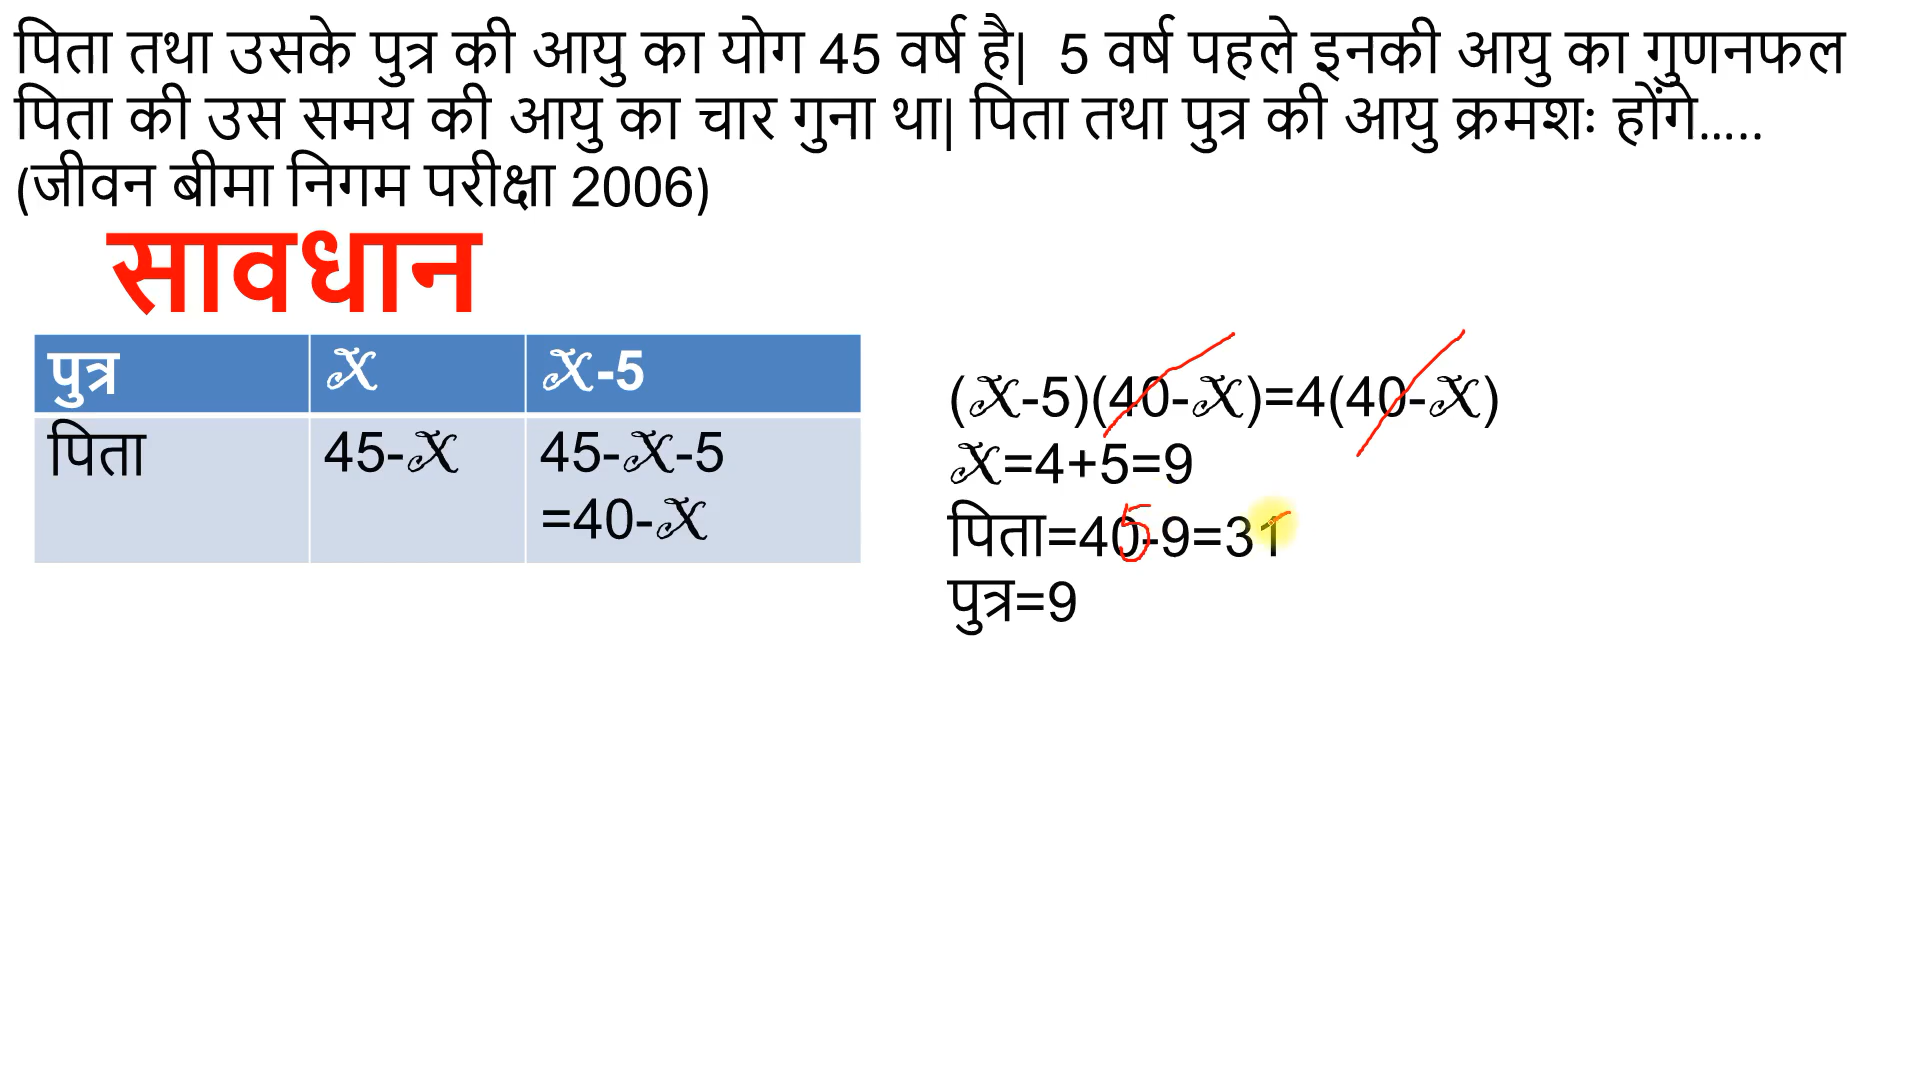 पिता तथा उसके पुत्र की आयु का योग 45 वर्ष है|  5 वर्ष पहले इनकी आयु का गुणनफल
पिता की उस समय की आयु का चार गुना था| पिता तथा पुत्र की आयु क्रमशः होंगे.....
(जीवन बीमा निगम परीक्षा 2006)
सावधान
पुत्र X X-5
पिता 45-X 45-X-5
=40-X
(X-5)(40-X)=4(40-X)
X=4+5=9
5
पिता=40-9=31
पुत्र=9